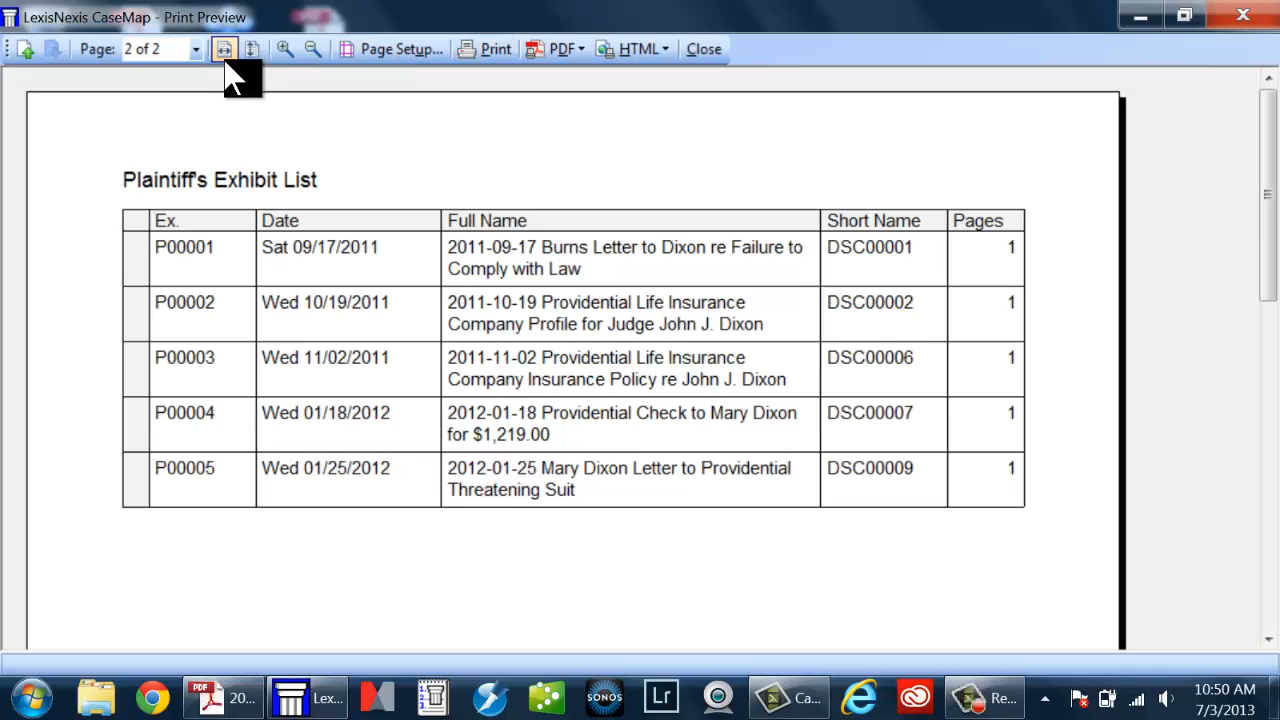 LexisNexis CaseMap - Print Preview
Page: 2 of 2 Page Setup... Print PDF HTML Close
Plaintiff's Exhibit List
Ex. Date Full Name Short Name Pages
P00001 Sat 09/17/2011 2011-09-17 Burns Letter to Dixon re Failure to DSC00001 1
Comply with Law
P00002 Wed 10/19/2011 2011-10-19 Providential Life Insurance DSC00002 1
Company Profile for Judge John J. Dixon
P00003 Wed 11/02/2011 2011-11-02 Providential Life Insurance DSC00006 1
Company Insurance Policy re John J. Dixon
P00004 Wed 01/18/2012 2012-01-18 Providential Check to Mary Dixon DSC00007 1
for $1,219.00
P00005 Wed 01/25/2012 2012-01-25 Mary Dixon Letter to Providential DSC00009 1
Threatening Suit
PDF 20... Lex... SONOS Lr Ca... Re... 10:50 AM
7/3/2013